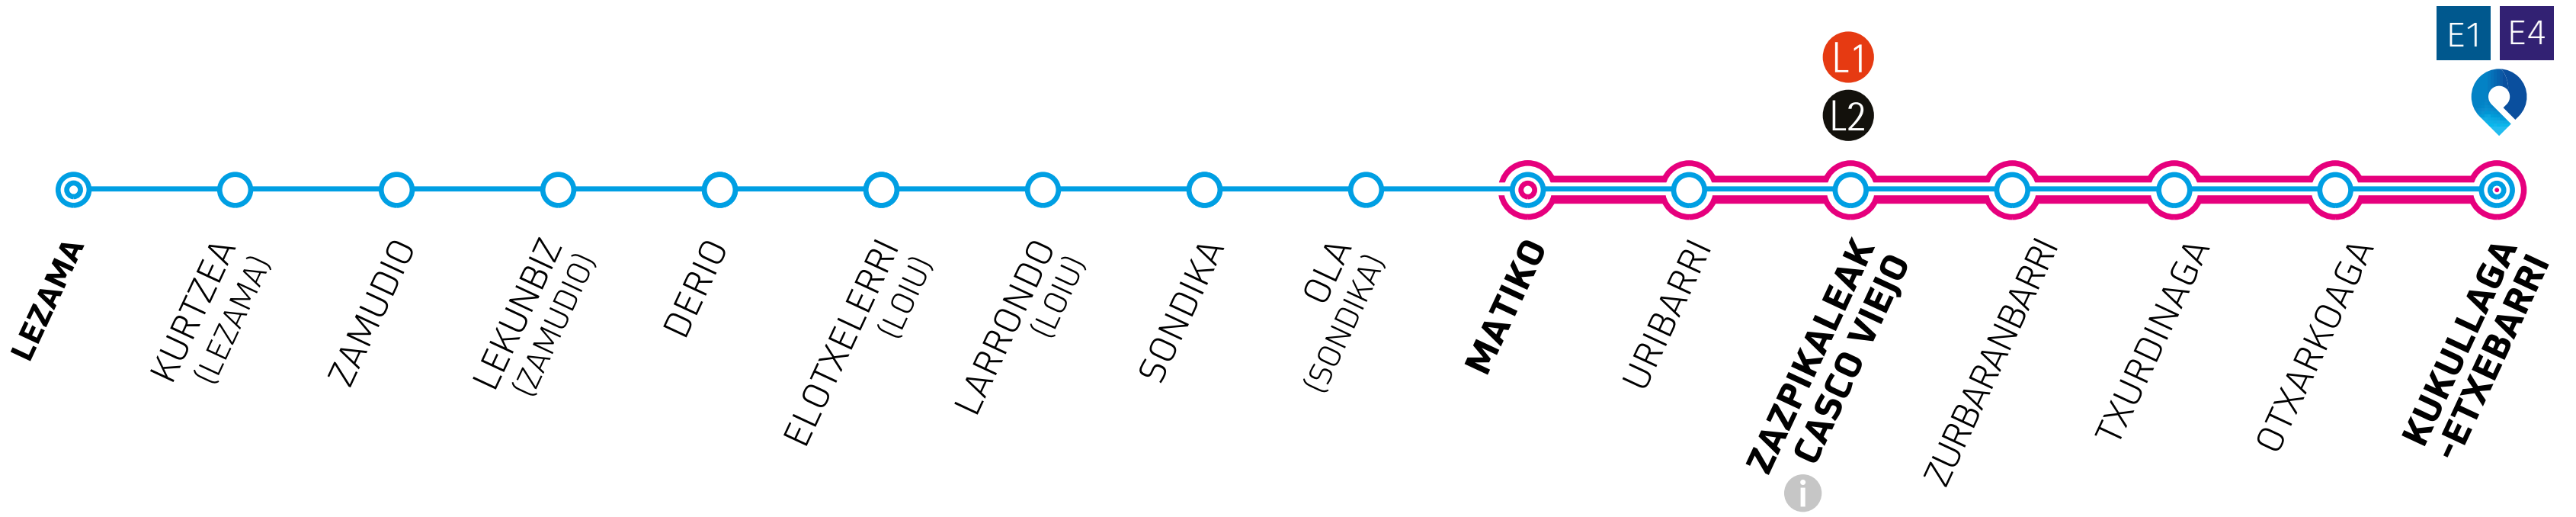 E1
E4
L1
L2
LEZAMA
KURTZEA
(LEZAMA)
ZAMUDIO
LEKUNBIZ
(ZAMUDIO)
DERIO
ELOTXELERRI
(LOIU)
LARRONDO
(LOIU)
SONDIKA
OLA
(SONDIKA)
MATIKO
URIBARRI
ZAZPIKALEAK
CASCO VIEJO
i
ZURBARANBARRI
TXURDINAGA
OTXARKOAGA
KUKULLAGA
-ETXEBARRI